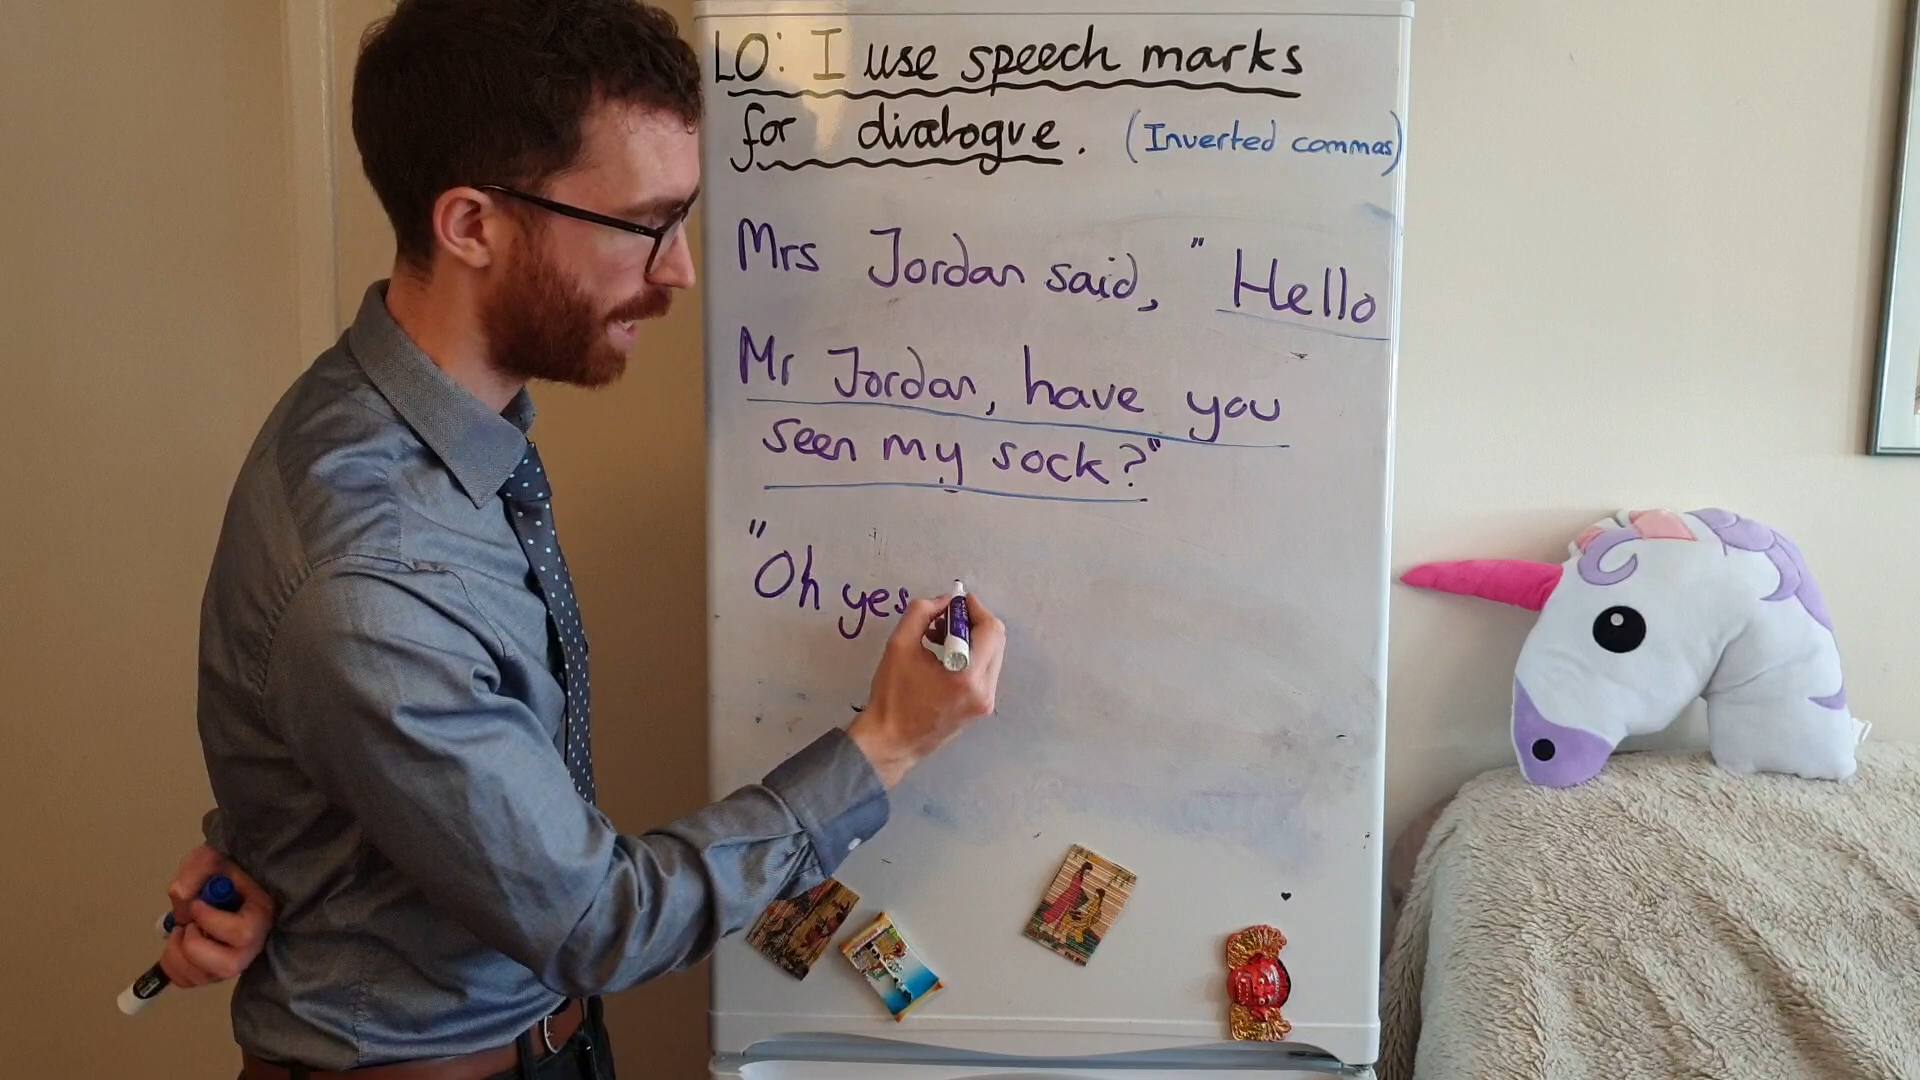 LO: I use speech marks
for dialogue. (Inverted commas)
Mrs Jordan said, "Hello
Mr Jordan, have you
seen my sock?"
"Oh yes